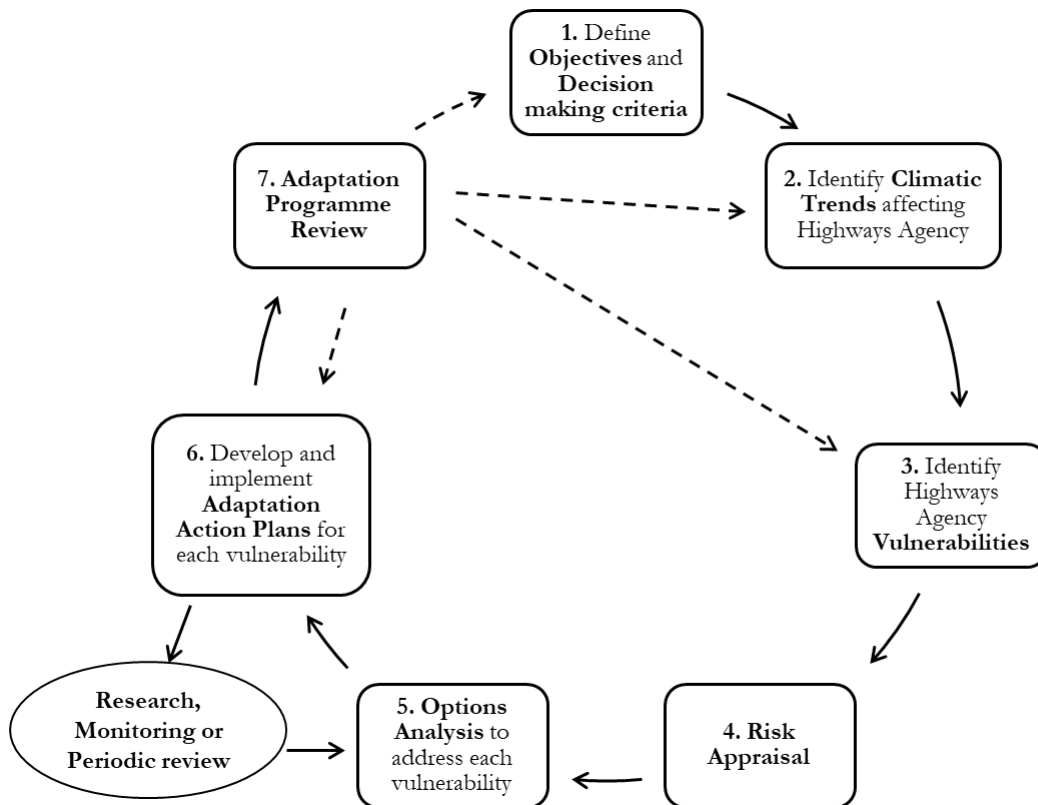 1. Define
Objectives and
Decision
making criteria
2. Identify Climatic
Trends affecting
Highways Agency
3. Identify
Highways
Agency
Vulnerabilities
4. Risk
Appraisal
5. Options
Analysis to
address each
vulnerability
6. Develop and
implement
Adaptation
Action Plans for
each vulnerability
7. Adaptation
Programme
Review
Research,
Monitoring or
Periodic review